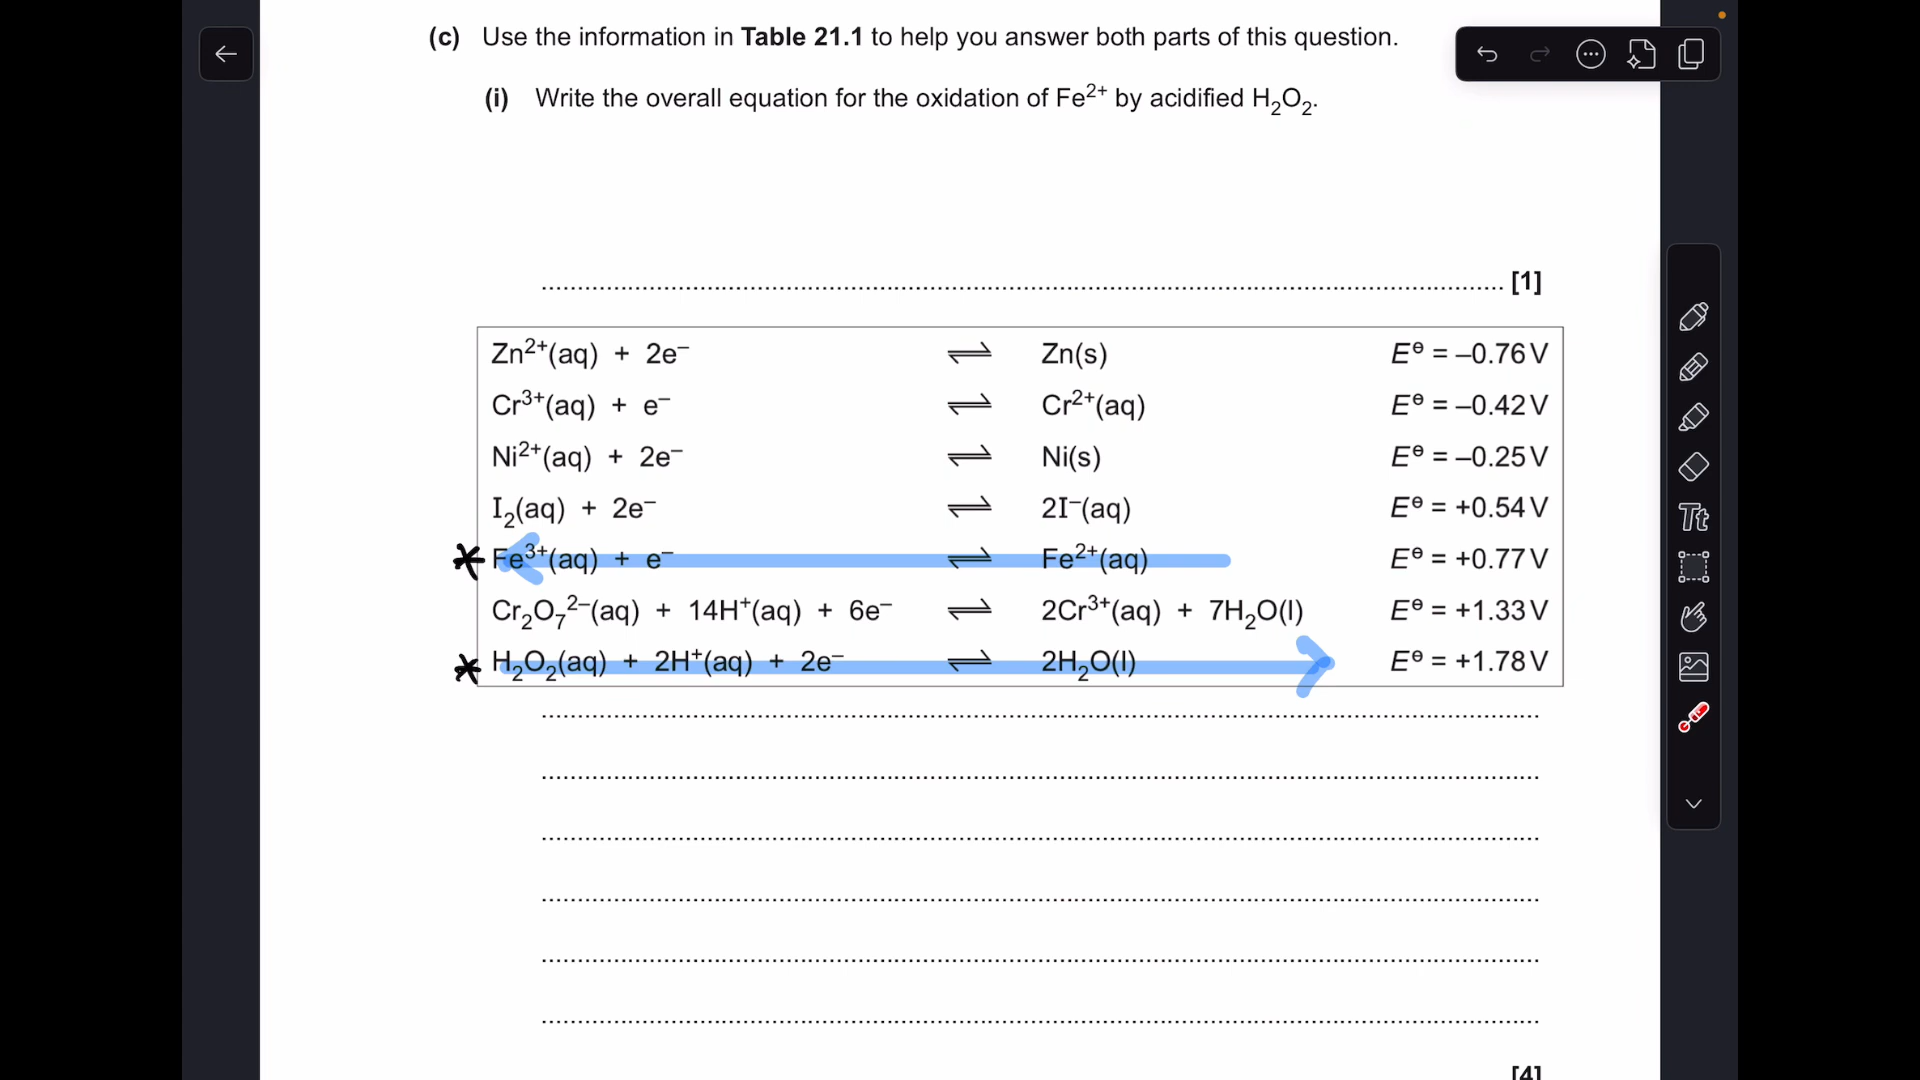 (c) Use the information in Table 21.1 to help you answer both parts of this question.
(i) Write the overall equation for the oxidation of Fe²⁺ by acidified H₂O₂.
[1]
Zn²⁺(aq) + 2e⁻ ⇌ Zn(s) E⦵ = –0.76 V
Cr³⁺(aq) + e⁻ ⇌ Cr²⁺(aq) E⦵ = –0.42 V
Ni²⁺(aq) + 2e⁻ ⇌ Ni(s) E⦵ = –0.25 V
I₂(aq) + 2e⁻ ⇌ 2I⁻(aq) E⦵ = +0.54 V
* Fe³⁺(aq) + e⁻ ⇌ Fe²⁺(aq) E⦵ = +0.77 V
Cr₂O₇²⁻(aq) + 14H⁺(aq) + 6e⁻ ⇌ 2Cr³⁺(aq) + 7H₂O(l) E⦵ = +1.33 V
* H₂O₂(aq) + 2H⁺(aq) + 2e⁻ ⇌ 2H₂O(l) E⦵ = +1.78 V
[4]
Tt